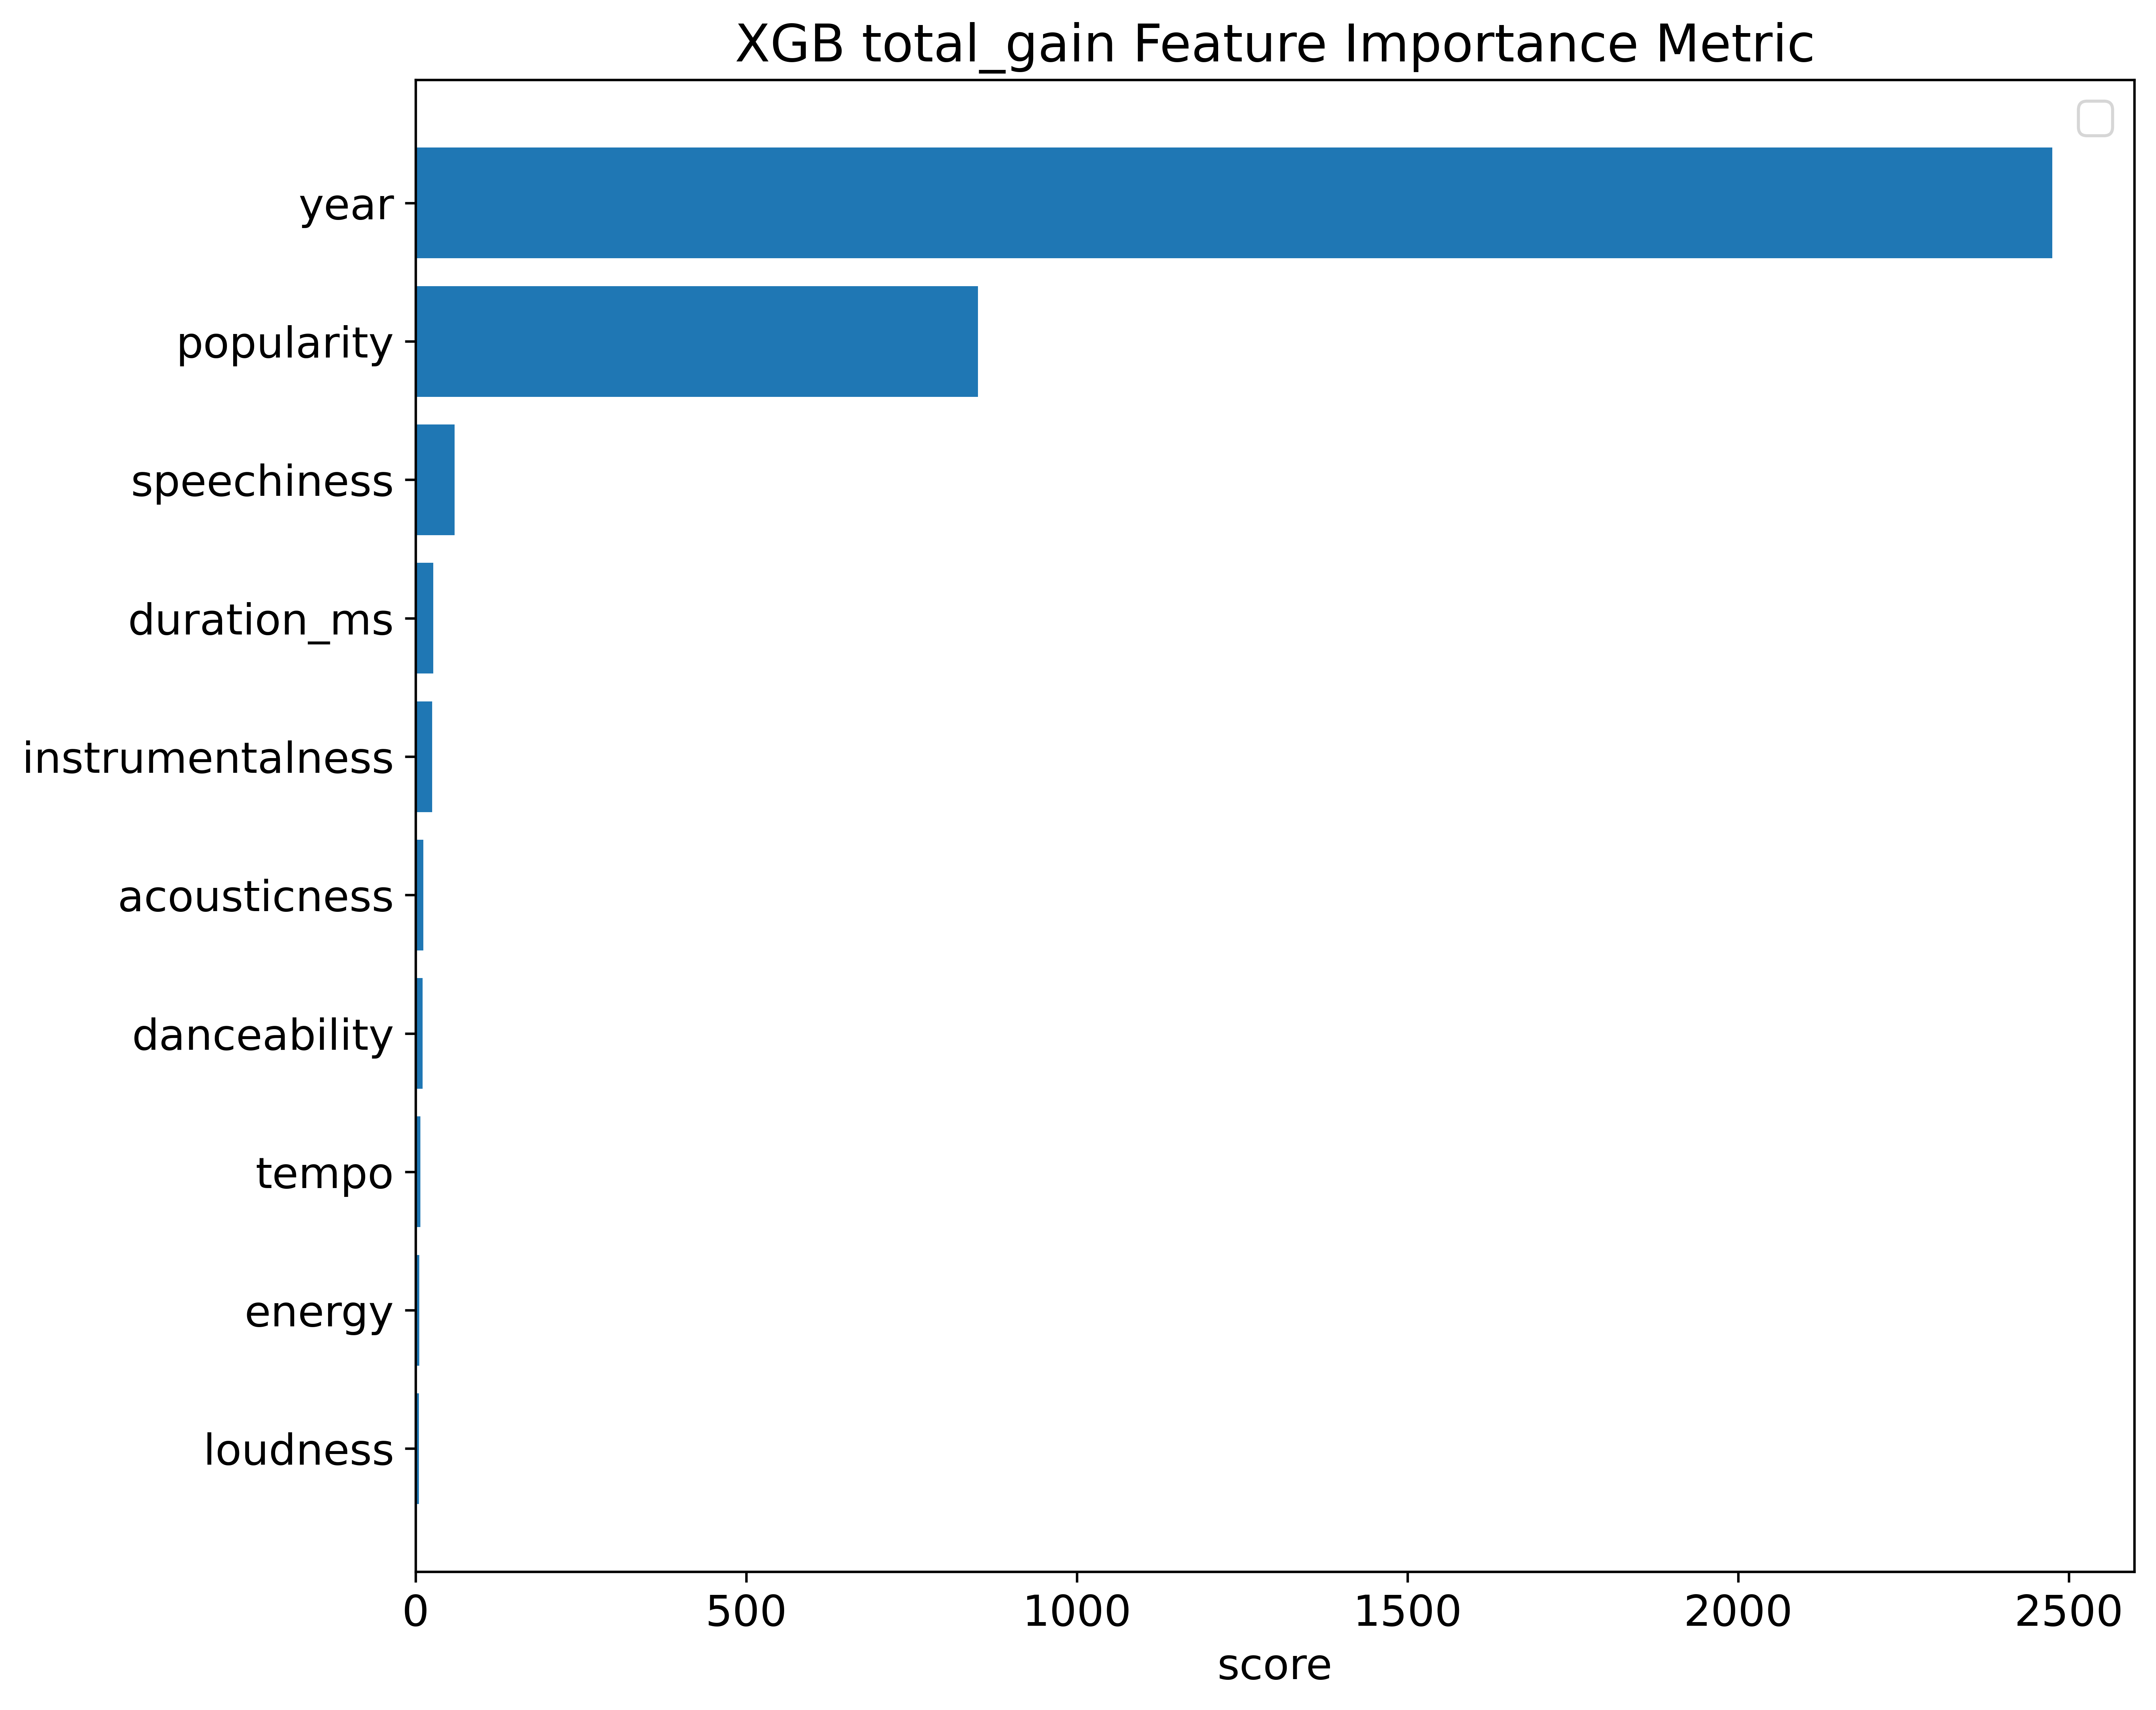 XGB total_gain Feature Importance Metric
year
popularity
speechiness
duration_ms
instrumentalness
acousticness
danceability
tempo
energy
loudness
0 500 1000 1500 2000 2500
score